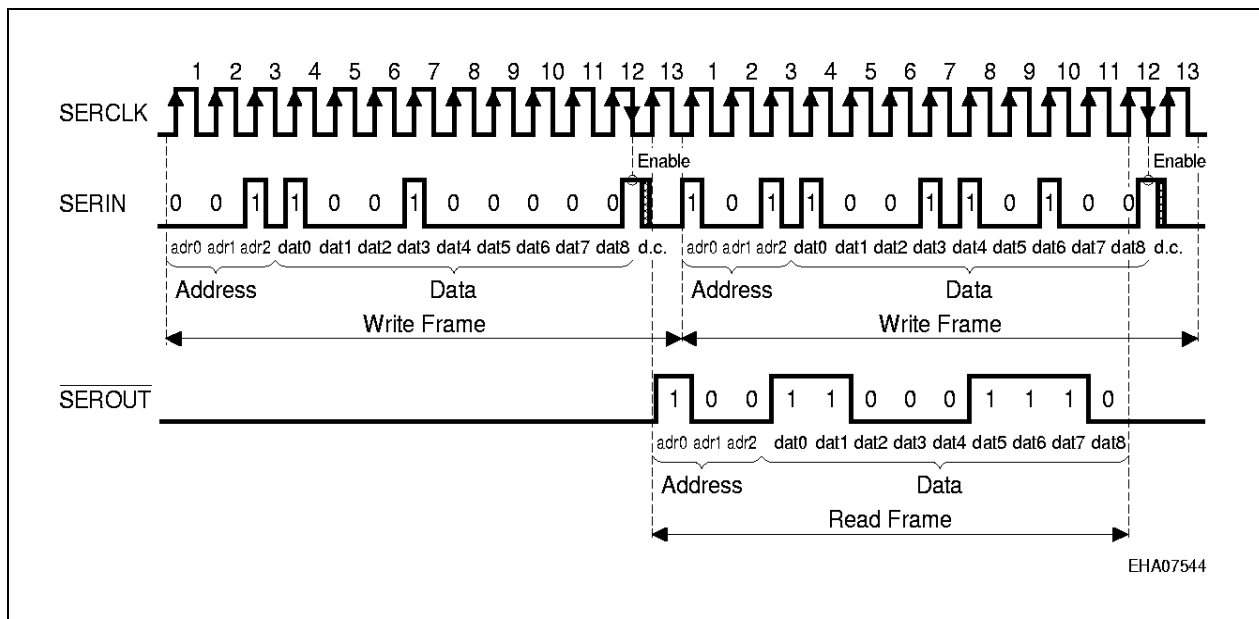 1 2 3 4 5 6 7 8 9 10 11 12 13 1 2 3 4 5 6 7 8 9 10 11 12 13
SERCLK
Enable Enable
SERIN 0 0 1 1 0 0 1 0 0 0 0 0 1 0 1 1 0 0 1 1 0 1 0 0
adr0 adr1 adr2 dat0 dat1 dat2 dat3 dat4 dat5 dat6 dat7 dat8 d.c. adr0 adr1 adr2 dat0 dat1 dat2 dat3 dat4 dat5 dat6 dat7 dat8 d.c.
Address Data Address Data
Write Frame Write Frame
SEROUT 1 0 0 1 1 0 0 0 1 1 1 0
adr0 adr1 adr2 dat0 dat1 dat2 dat3 dat4 dat5 dat6 dat7 dat8
Address Data
Read Frame
EHA07544